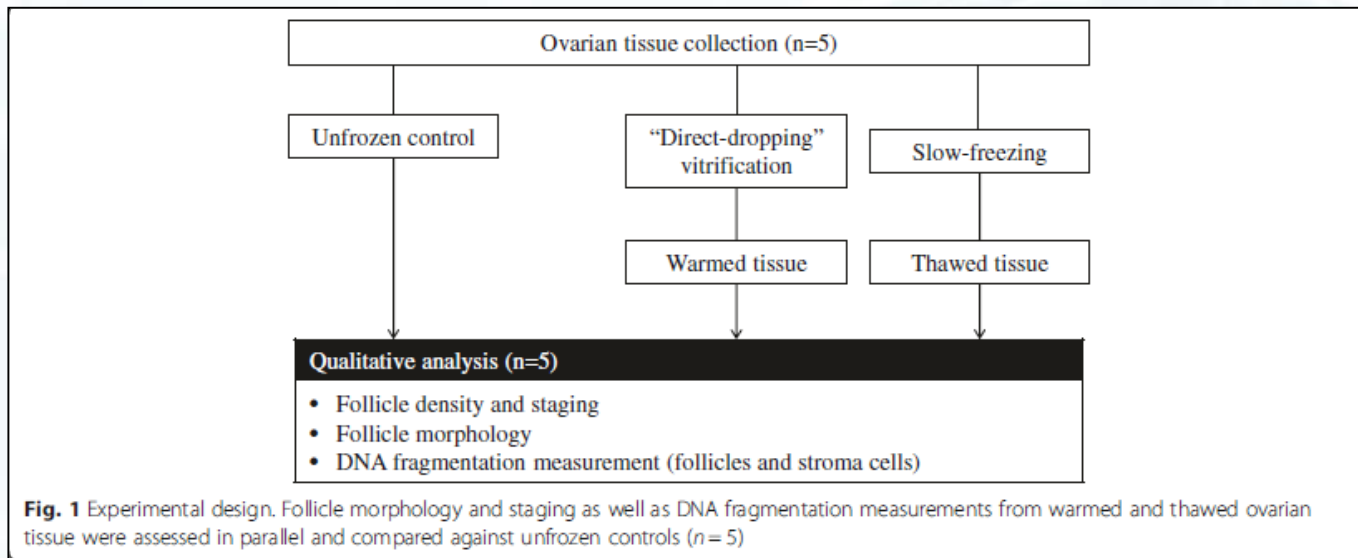 Ovarian tissue collection (n=5)
Unfrozen control
“Direct-dropping”
vitrification
Slow-freezing
Warmed tissue
Thawed tissue
Qualitative analysis (n=5)
• Follicle density and staging
• Follicle morphology
• DNA fragmentation measurement (follicles and stroma cells)
Fig. 1 Experimental design. Follicle morphology and staging as well as DNA fragmentation measurements from warmed and thawed ovarian
tissue were assessed in parallel and compared against unfrozen controls (n = 5)